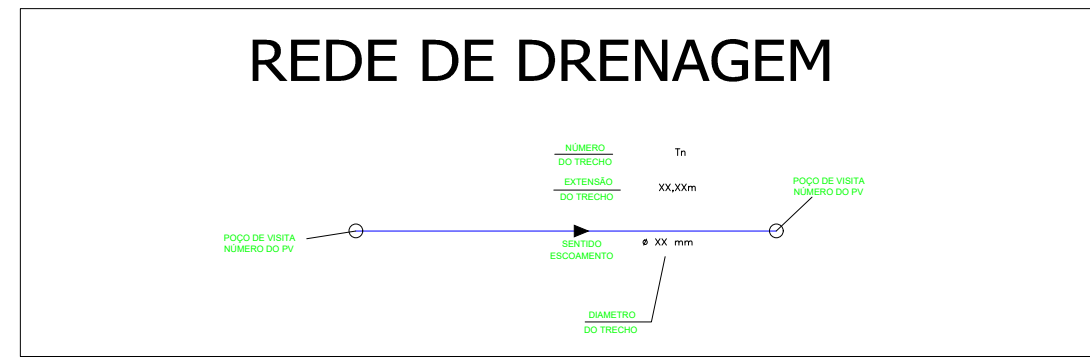 REDE DE DRENAGEM
NÚMERO
DO TRECHO
Tn
EXTENSÃO
DO TRECHO
XX,XXm
POÇO DE VISITA
NÚMERO DO PV
POÇO DE VISITA
NÚMERO DO PV
SENTIDO
ESCOAMENTO
ø XX mm
DIAMETRO
DO TRECHO